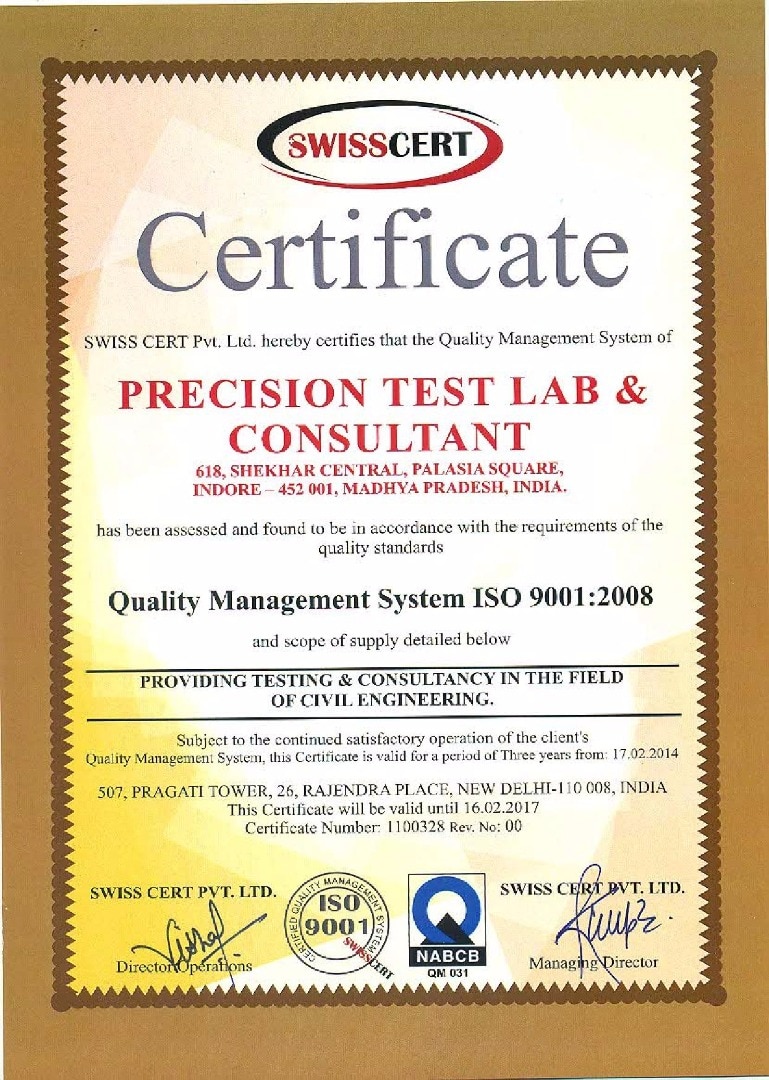 SWISSCERT
Certificate
SWISS CERT Pvt. Ltd. hereby certifies that the Quality Management System of
PRECISION TEST LAB &
CONSULTANT
618, SHEKHAR CENTRAL, PALASIA SQUARE,
INDORE – 452 001, MADHYA PRADESH, INDIA.
has been assessed and found to be in accordance with the requirements of the
quality standards
Quality Management System ISO 9001:2008
and scope of supply detailed below
PROVIDING TESTING & CONSULTANCY IN THE FIELD
OF CIVIL ENGINEERING.
Subject to the continued satisfactory operation of the client's
Quality Management System, this Certificate is valid for a period of Three years from: 17.02.2014
507, PRAGATI TOWER, 26, RAJENDRA PLACE, NEW DELHI-110 008, INDIA
This Certificate will be valid until 16.02.2017
Certificate Number: 1100328 Rev. No: 00
SWISS CERT PVT. LTD.
Director Operations
CERTIFIED QUALITY MANAGEMENT SYSTEM
ISO
9001
SWISSCERT
NABCB
QM 031
SWISS CERT PVT. LTD.
Managing Director